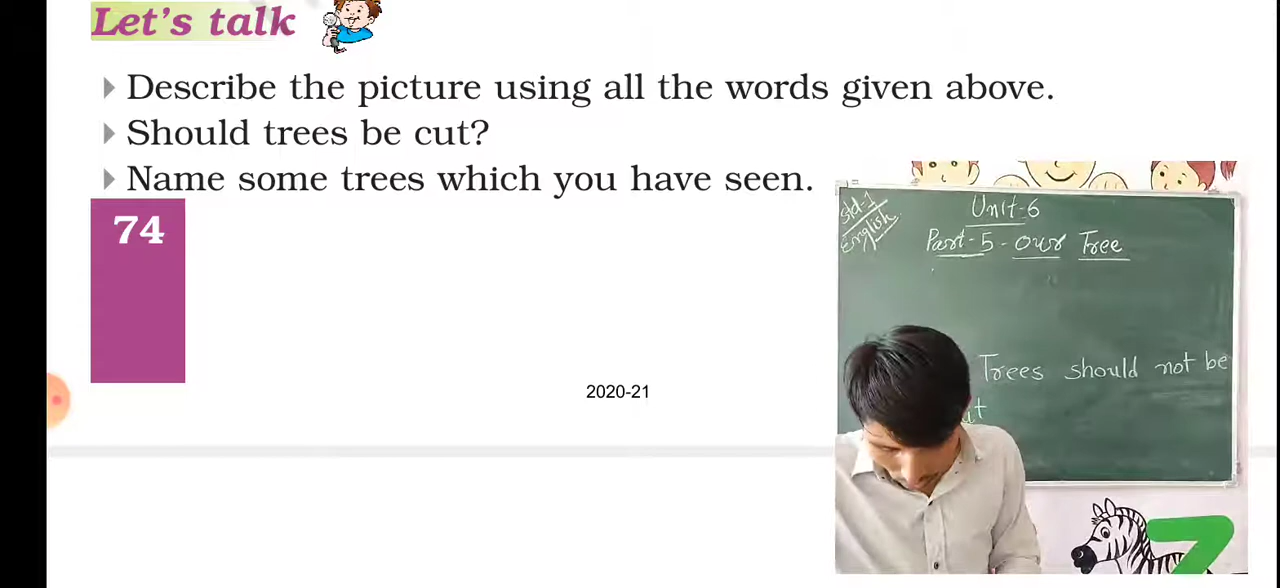 Let's talk
Describe the picture using all the words given above.
Should trees be cut?
Name some trees which you have seen.
74
2020-21
Std-1
English
Unit-6
Part-5-Our Tree
Trees should not be